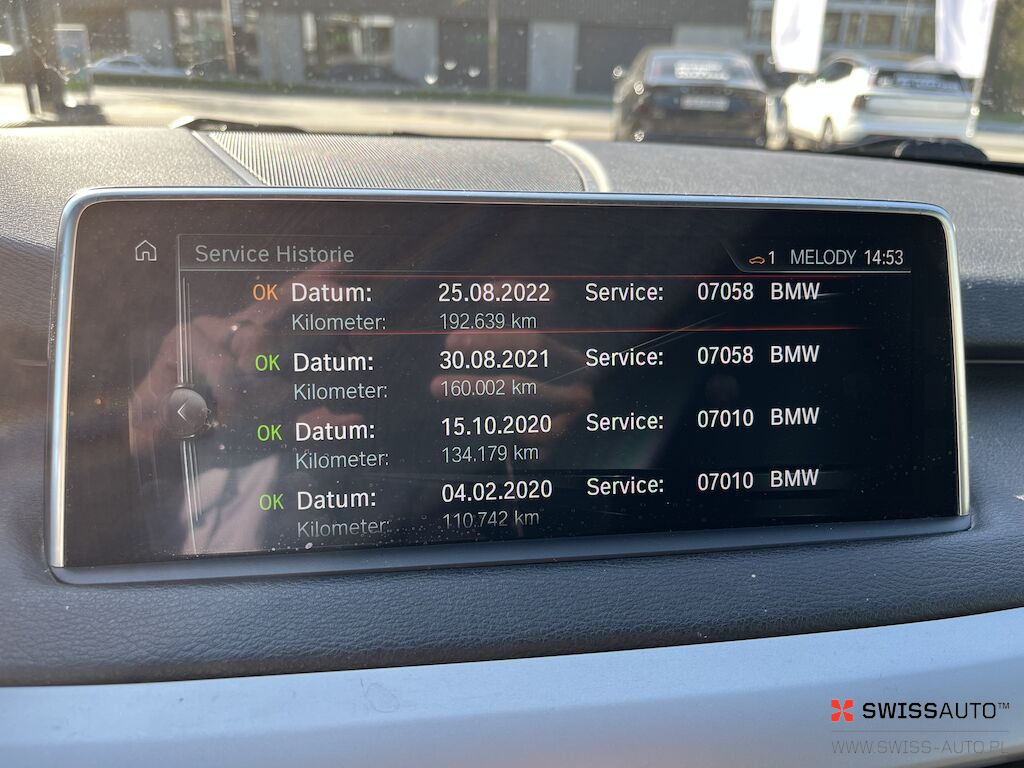 Service Historie
1 MELODY 14:53
OK Datum: 25.08.2022 Service: 07058 BMW
Kilometer: 192.639 km
OK Datum: 30.08.2021 Service: 07058 BMW
Kilometer: 160.002 km
OK Datum: 15.10.2020 Service: 07010 BMW
Kilometer: 134.179 km
OK Datum: 04.02.2020 Service: 07010 BMW
Kilometer: 110.742 km
SWISSAUTO™
WWW.SWISS-AUTO.PL